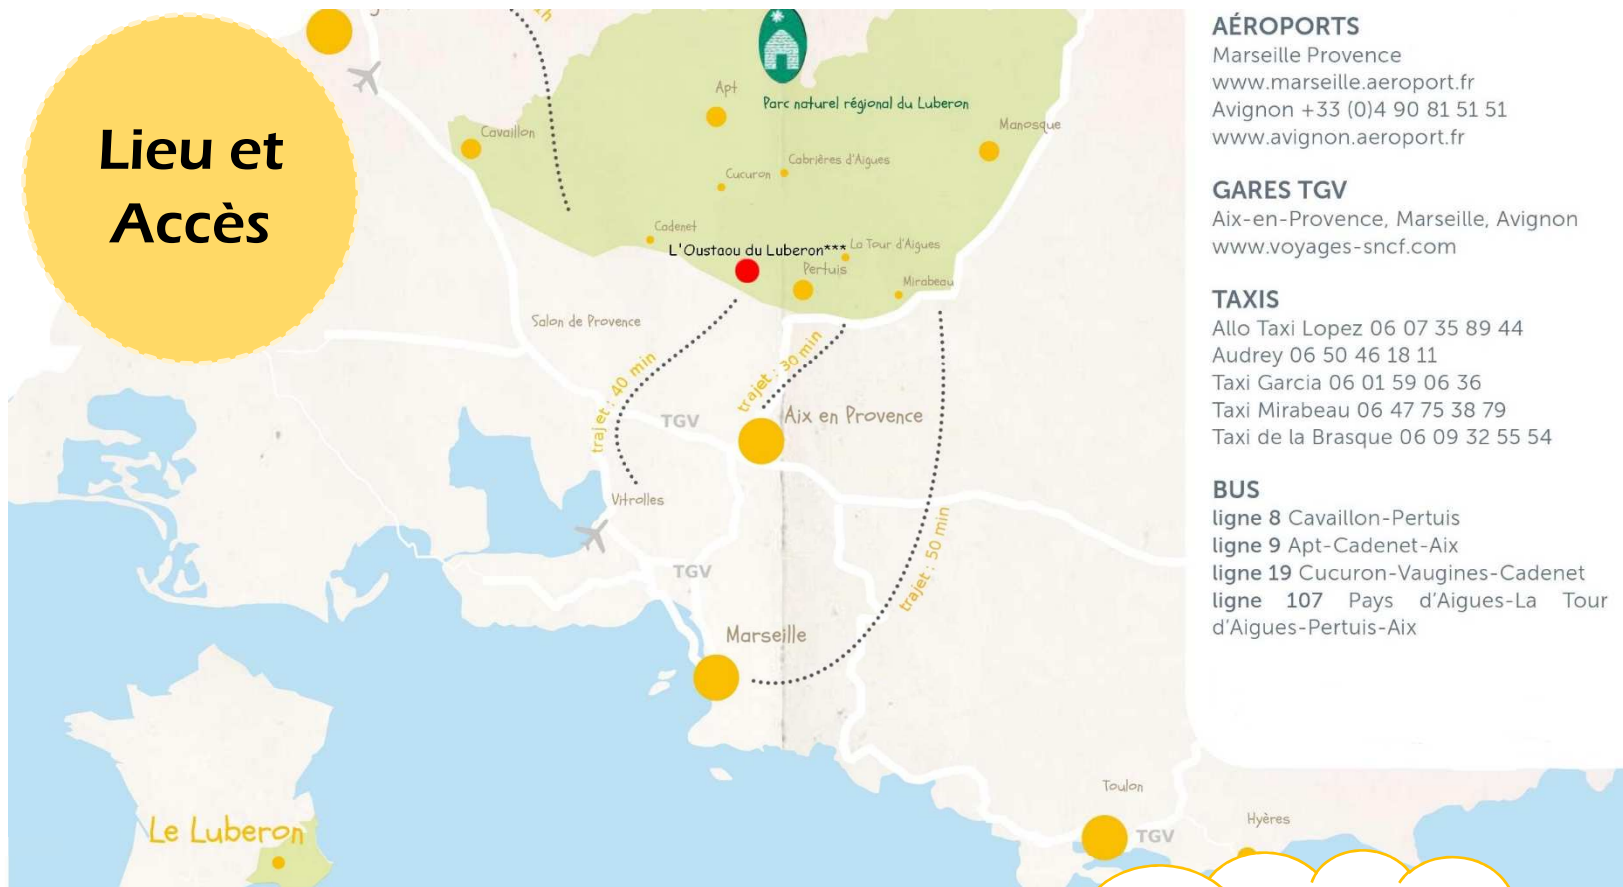 Lieu et
Accès
1h
Apt
Parc naturel régional du Luberon
Cavaillon
Manosque
Cabrières d'Aigues
Cucuron
Cadenet
L'Oustaou du Luberon***
La Tour d'Aigues
Pertuis
Mirabeau
Salon de Provence
trajet : 40 min
trajet : 30 min
TGV
Aix en Provence
Vitrolles
trajet : 50 min
TGV
Marseille
Toulon
TGV
Hyères
Le Luberon
AÉROPORTS
Marseille Provence
www.marseille.aeroport.fr
Avignon +33 (0)4 90 81 51 51
www.avignon.aeroport.fr
GARES TGV
Aix-en-Provence, Marseille, Avignon
www.voyages-sncf.com
TAXIS
Allo Taxi Lopez 06 07 35 89 44
Audrey 06 50 46 18 11
Taxi Garcia 06 01 59 06 36
Taxi Mirabeau 06 47 75 38 79
Taxi de la Brasque 06 09 32 55 54
BUS
ligne 8 Cavaillon-Pertuis
ligne 9 Apt-Cadenet-Aix
ligne 19 Cucuron-Vaugines-Cadenet
ligne 107 Pays d'Aigues-La Tour
d'Aigues-Pertuis-Aix